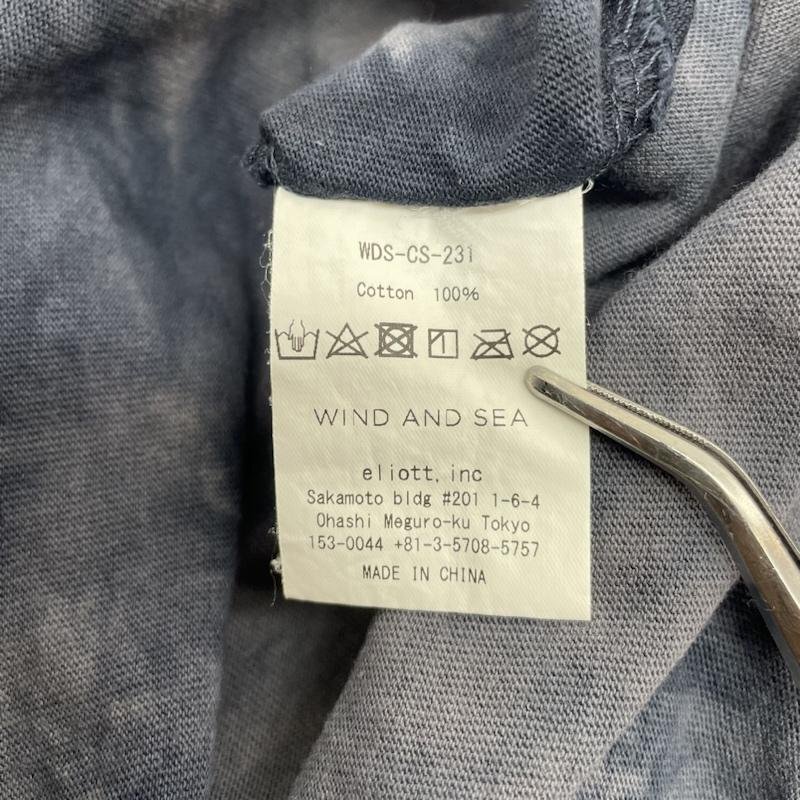 WDS-CS-231
Cotton 100%
WIND AND SEA
eliott, inc
Sakamoto bldg #201 1-6-4
Ohashi Meguro-ku Tokyo
153-0044 +81-3-5708-5757
MADE IN CHINA